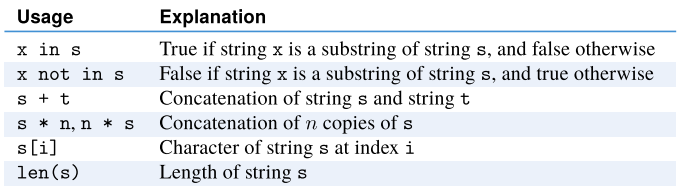 Usage Explanation
x in s True if string x is a substring of string s, and false otherwise
x not in s False if string x is a substring of string s, and true otherwise
s + t Concatenation of string s and string t
s * n, n * s Concatenation of n copies of s
s[i] Character of string s at index i
len(s) Length of string s